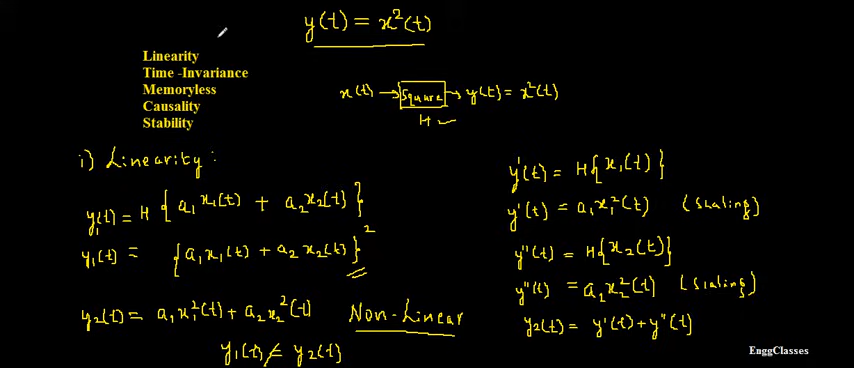 y(t) = x²(t)
Linearity
Time -Invariance
Memoryless
Causality
Stability
x(t) → Square → y(t) = x²(t)
H
i) Linearity:
y₁(t) = H { a₁x₁(t) + a₂x₂(t) }
y₁(t) = { a₁x₁(t) + a₂x₂(t) }²
y₂(t) = a₁x₁²(t) + a₂x₂²(t) Non-Linear
y₁(t) ≠ y₂(t)
y'(t) = H{x₁(t)}
y'(t) = a₁x₁²(t) (Scaling)
y''(t) = H{x₂(t)}
y''(t) = a₂x₂²(t) (Scaling)
y₂(t) = y'(t) + y''(t)
EnggClasses